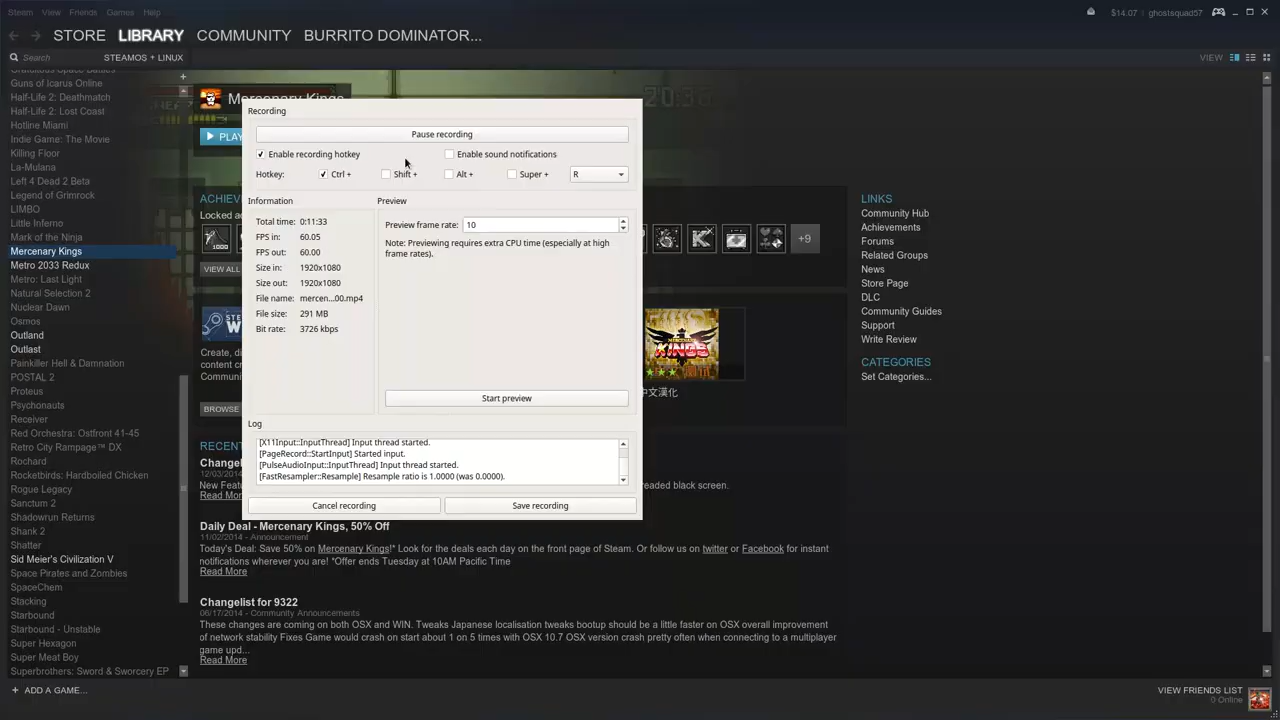 Steam View Friends Games Help
$14.07 ghostsquad57
STORE LIBRARY COMMUNITY BURRITO DOMINATOR...
Search STEAMOS + LINUX
VIEW
Gratuitous Space Battles
Guns of Icarus Online
Half-Life 2: Deathmatch
Half-Life 2: Lost Coast
Hotline Miami
Indie Game: The Movie
Killing Floor
La-Mulana
Left 4 Dead 2 Beta
Legend of Grimrock
LIMBO
Little Inferno
Mark of the Ninja
Mercenary Kings
Metro 2033 Redux
Metro: Last Light
Natural Selection 2
Nuclear Dawn
Osmos
Outland
Outlast
Painkiller Hell & Damnation
POSTAL 2
Proteus
Psychonauts
Receiver
Red Orchestra: Ostfront 41-45
Retro City Rampage™ DX
Rochard
Rocketbirds: Hardboiled Chicken
Rogue Legacy
Sanctum 2
Shadowrun Returns
Shank 2
Shatter
Sid Meier's Civilization V
Space Pirates and Zombies
SpaceChem
Stacking
Starbound
Starbound - Unstable
Super Hexagon
Super Meat Boy
Superbrothers: Sword & Sworcery EP
+ ADD A GAME...
Mercenary Kings
PLAY
Recording
Pause recording
Enable recording hotkey
Enable sound notifications
Hotkey: Ctrl + Shift + Alt + Super + R
Information
Total time: 0:11:33
FPS in: 60.05
FPS out: 60.00
Size in: 1920x1080
Size out: 1920x1080
File name: mercen...00.mp4
File size: 291 MB
Bit rate: 3726 kbps
Preview
Preview frame rate: 10
Note: Previewing requires extra CPU time (especially at high
frame rates).
Start preview
Log
[X11Input::InputThread] Input thread started.
[PageRecord::StartInput] Started input.
[PulseAudioInput::InputThread] Input thread started.
[FastResampler::Resample] Resample ratio is 1.0000 (was 0.0000).
Cancel recording
Save recording
ACHIE
Locked a
1000
K
+9
VIEW ALL
STE
W
KINGS
中文漢化
Create, di
content cr
Communi
BROWSE
RECENT
Changel
12/03/2014
New Featu
readed black screen.
Read Mor
Daily Deal - Mercenary Kings, 50% Off
11/02/2014 - Announcement
Today's Deal: Save 50% on Mercenary Kings!* Look for the deals each day on the front page of Steam. Or follow us on twitter or Facebook for instant
notifications wherever you are! *Offer ends Tuesday at 10AM Pacific Time
Read More
Changelist for 9322
06/17/2014 - Community Announcements
These changes are coming on both OSX and WIN. Tweaks Japanese localisation tweaks bootup should be a little faster on OSX overall improvement
of network stability Fixes Game would crash on start about 1 on 5 times with OSX 10.7 OSX version crash pretty often when connecting to a multiplayer
game upd...
Read More
LINKS
Community Hub
Achievements
Forums
Related Groups
News
Store Page
DLC
Community Guides
Support
Write Review
CATEGORIES
Set Categories...
VIEW FRIENDS LIST
0 Online